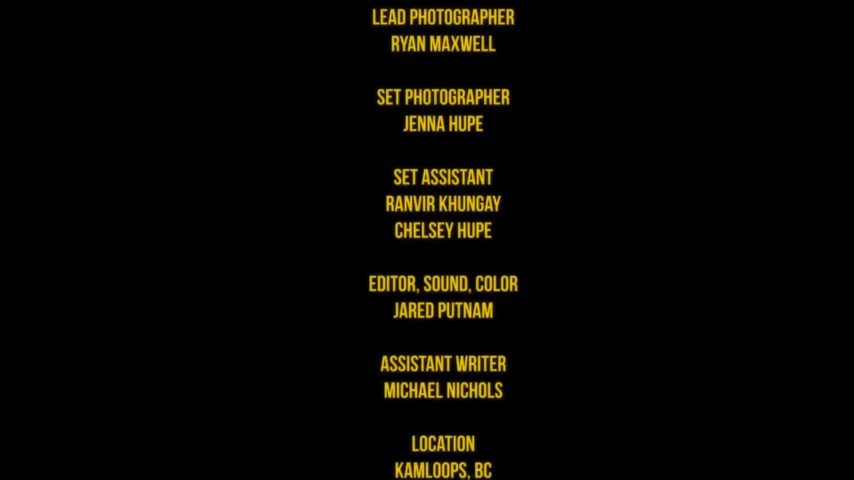 LEAD PHOTOGRAPHER
RYAN MAXWELL
SET PHOTOGRAPHER
JENNA HUPE
SET ASSISTANT
RANVIR KHUNGAY
CHELSEY HUPE
EDITOR, SOUND, COLOR
JARED PUTNAM
ASSISTANT WRITER
MICHAEL NICHOLS
LOCATION
KAMLOOPS, BC